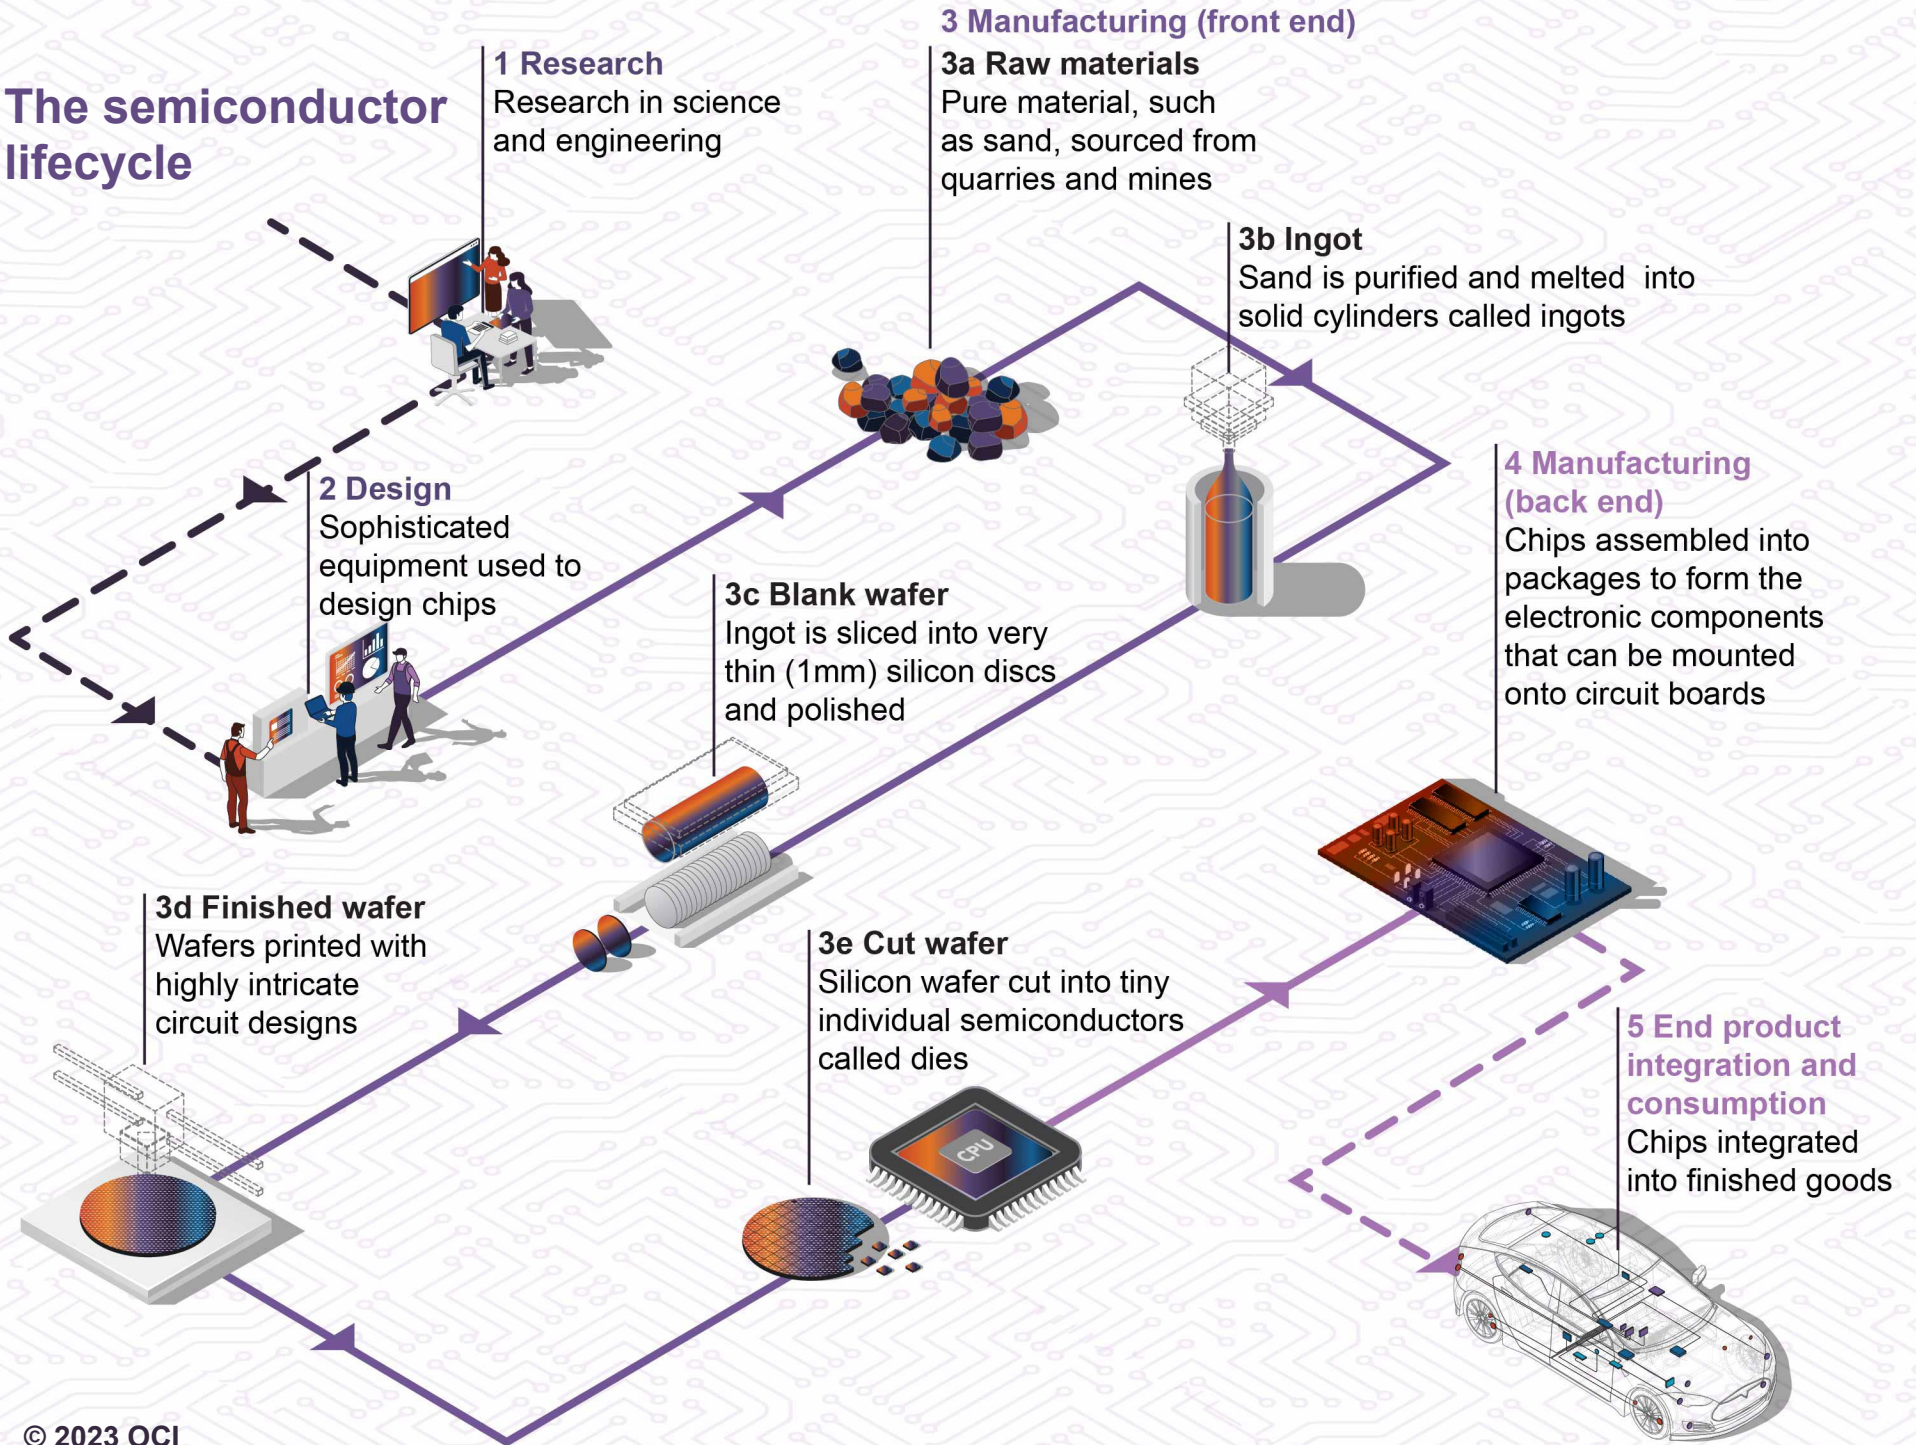 The semiconductor
lifecycle
1 Research
Research in science
and engineering
2 Design
Sophisticated
equipment used to
design chips
3 Manufacturing (front end)
3a Raw materials
Pure material, such
as sand, sourced from
quarries and mines
3b Ingot
Sand is purified and melted into
solid cylinders called ingots
3c Blank wafer
Ingot is sliced into very
thin (1mm) silicon discs
and polished
3d Finished wafer
Wafers printed with
highly intricate
circuit designs
3e Cut wafer
Silicon wafer cut into tiny
individual semiconductors
called dies
CPU
4 Manufacturing
(back end)
Chips assembled into
packages to form the
electronic components
that can be mounted
onto circuit boards
5 End product
integration and
consumption
Chips integrated
into finished goods
© 2023 OCI